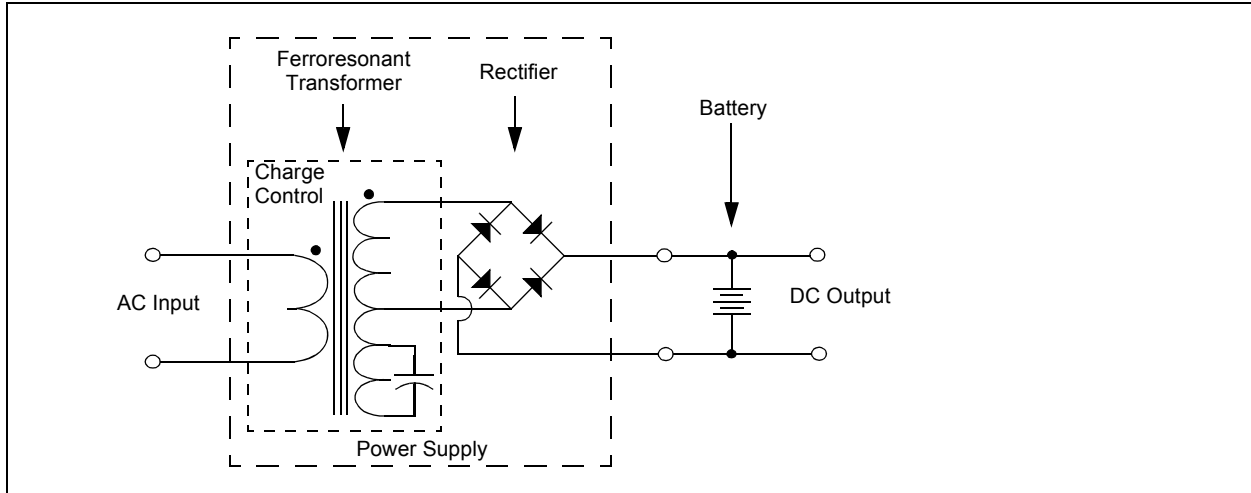 Ferroresonant
Transformer
Rectifier
Battery
Charge
Control
AC Input
DC Output
Power Supply